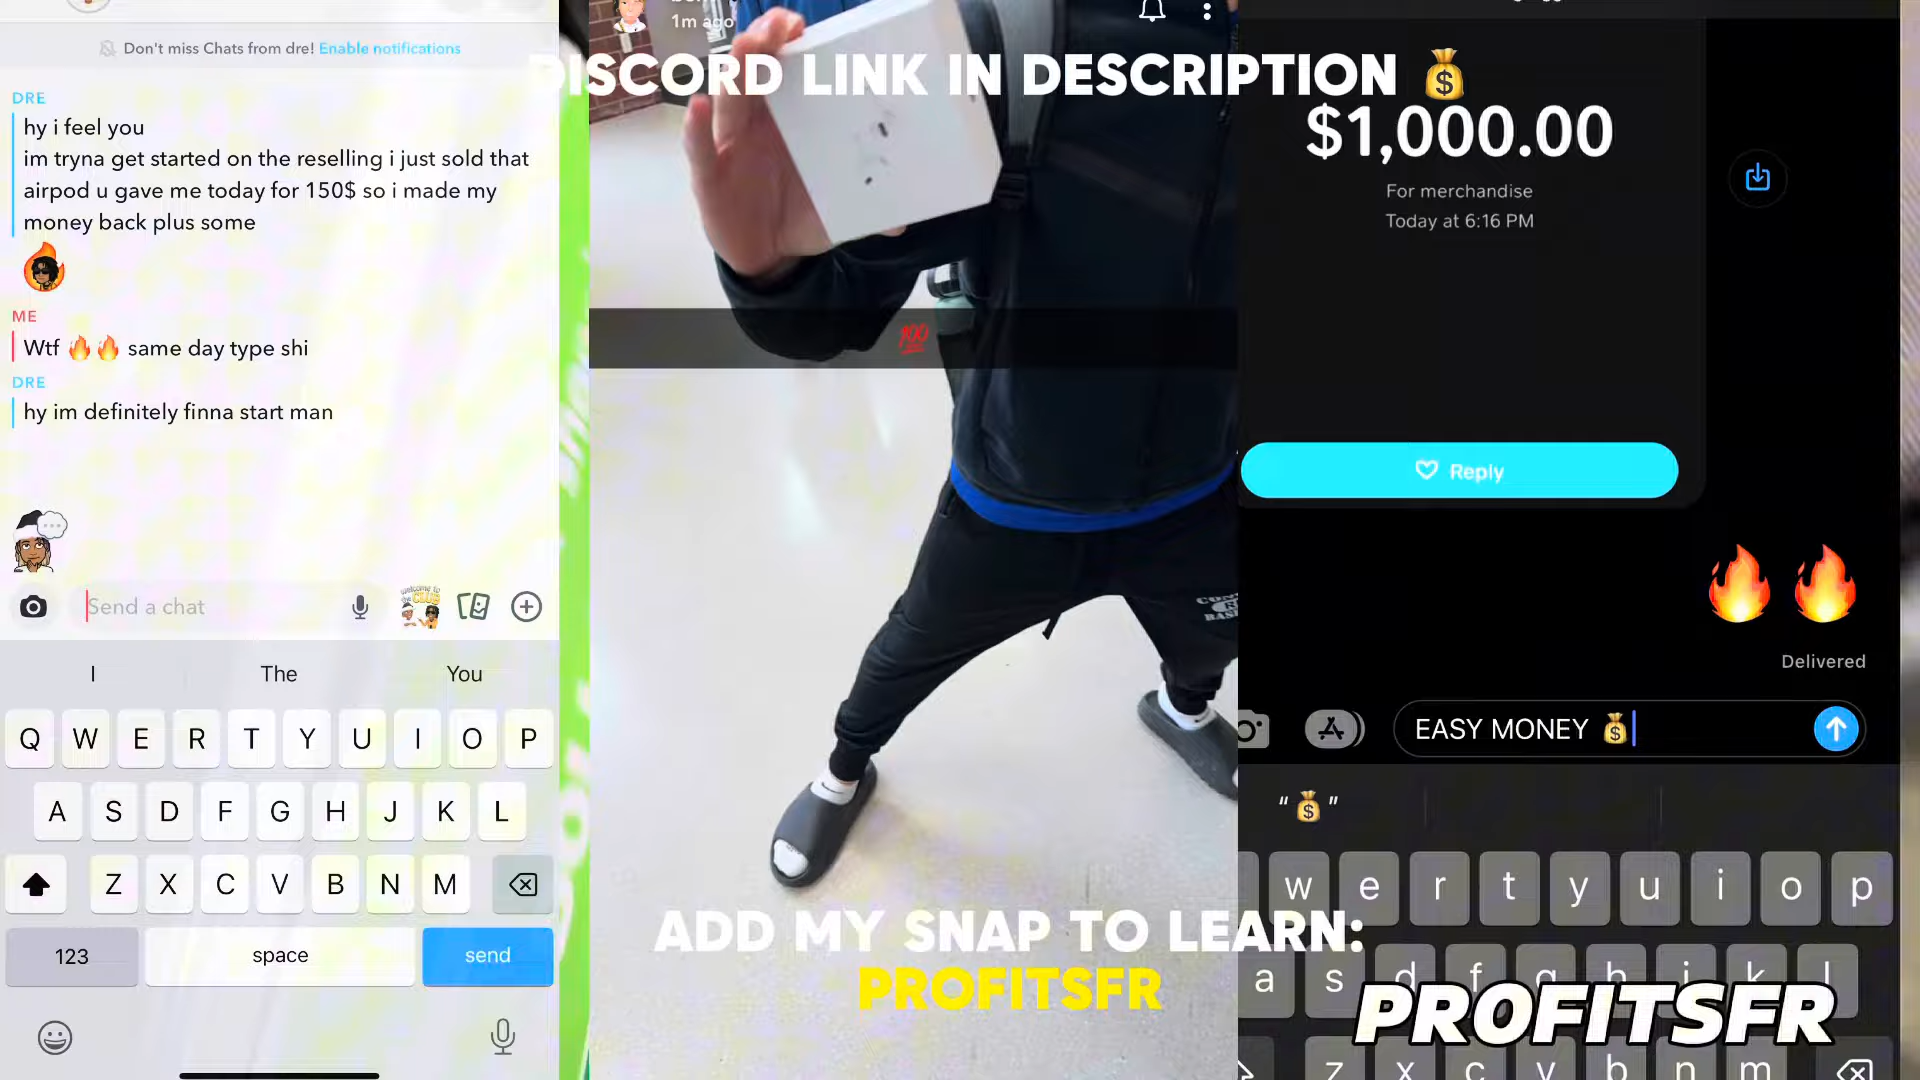 Don't miss Chats from dre! Enable notifications
DRE
hy i feel you
im tryna get started on the reselling i just sold that
airpod u gave me today for 150$ so i made my
money back plus some
ME
Wtf 🔥🔥 same day type shi
DRE
hy im definitely finna start man
Send a chat
I The You
Q W E R T Y U I O P
A S D F G H J K L
Z X C V B N M
123 space send
1m ago
DISCORD LINK IN DESCRIPTION 💰
💯
ADD MY SNAP TO LEARN:
PROFITSFR
$1,000.00
For merchandise
Today at 6:16 PM
Reply
🔥 🔥
Delivered
EASY MONEY 💰
“💰”
w e r t y u i o p
a s d f g h j k l
PROFITSFR
z x c v b n m